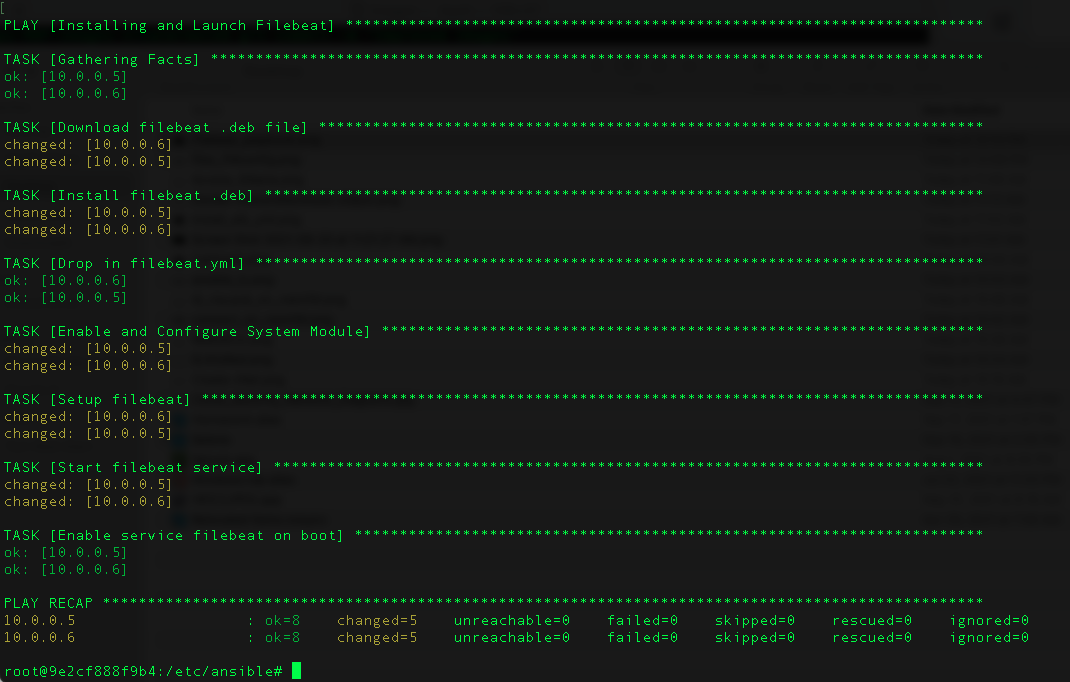 [
PLAY [Installing and Launch Filebeat] ***********************************************************************
TASK [Gathering Facts] **************************************************************************************
ok: [10.0.0.5]
ok: [10.0.0.6]
TASK [Download filebeat .deb file] **************************************************************************
changed: [10.0.0.6]
changed: [10.0.0.5]
TASK [Install filebeat .deb] ********************************************************************************
changed: [10.0.0.5]
changed: [10.0.0.6]
TASK [Drop in filebeat.yml] *********************************************************************************
ok: [10.0.0.6]
ok: [10.0.0.5]
TASK [Enable and Configure System Module] *******************************************************************
changed: [10.0.0.5]
changed: [10.0.0.6]
TASK [Setup filebeat] ***************************************************************************************
changed: [10.0.0.6]
changed: [10.0.0.5]
TASK [Start filebeat service] *******************************************************************************
changed: [10.0.0.5]
changed: [10.0.0.6]
TASK [Enable service filebeat on boot] **********************************************************************
ok: [10.0.0.5]
ok: [10.0.0.6]
PLAY RECAP **************************************************************************************************
10.0.0.5                   : ok=8    changed=5    unreachable=0    failed=0    skipped=0    rescued=0    ignored=0
10.0.0.6                   : ok=8    changed=5    unreachable=0    failed=0    skipped=0    rescued=0    ignored=0
root@9e2cf888f9b4:/etc/ansible#